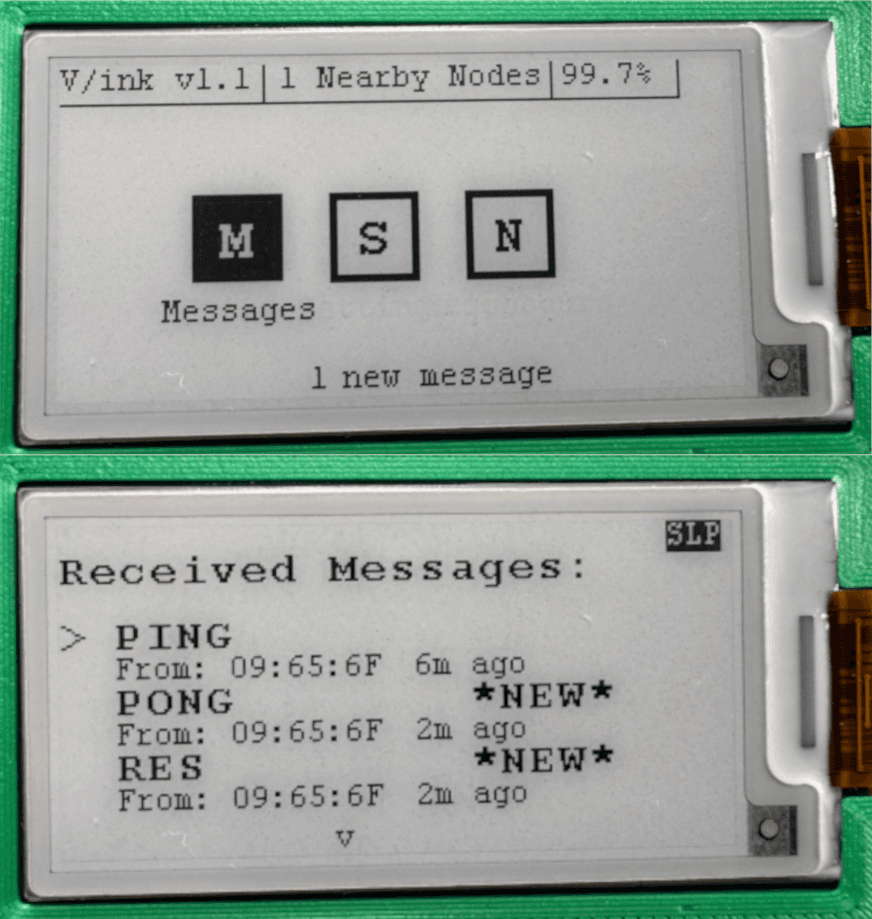 V/ink v1.1 1 Nearby Nodes 99.7%
M S N
Messages
1 new message
SLP
Received Messages:
> PING
From: 09:65:6F 6m ago
PONG *NEW*
From: 09:65:6F 2m ago
RES *NEW*
From: 09:65:6F 2m ago
v